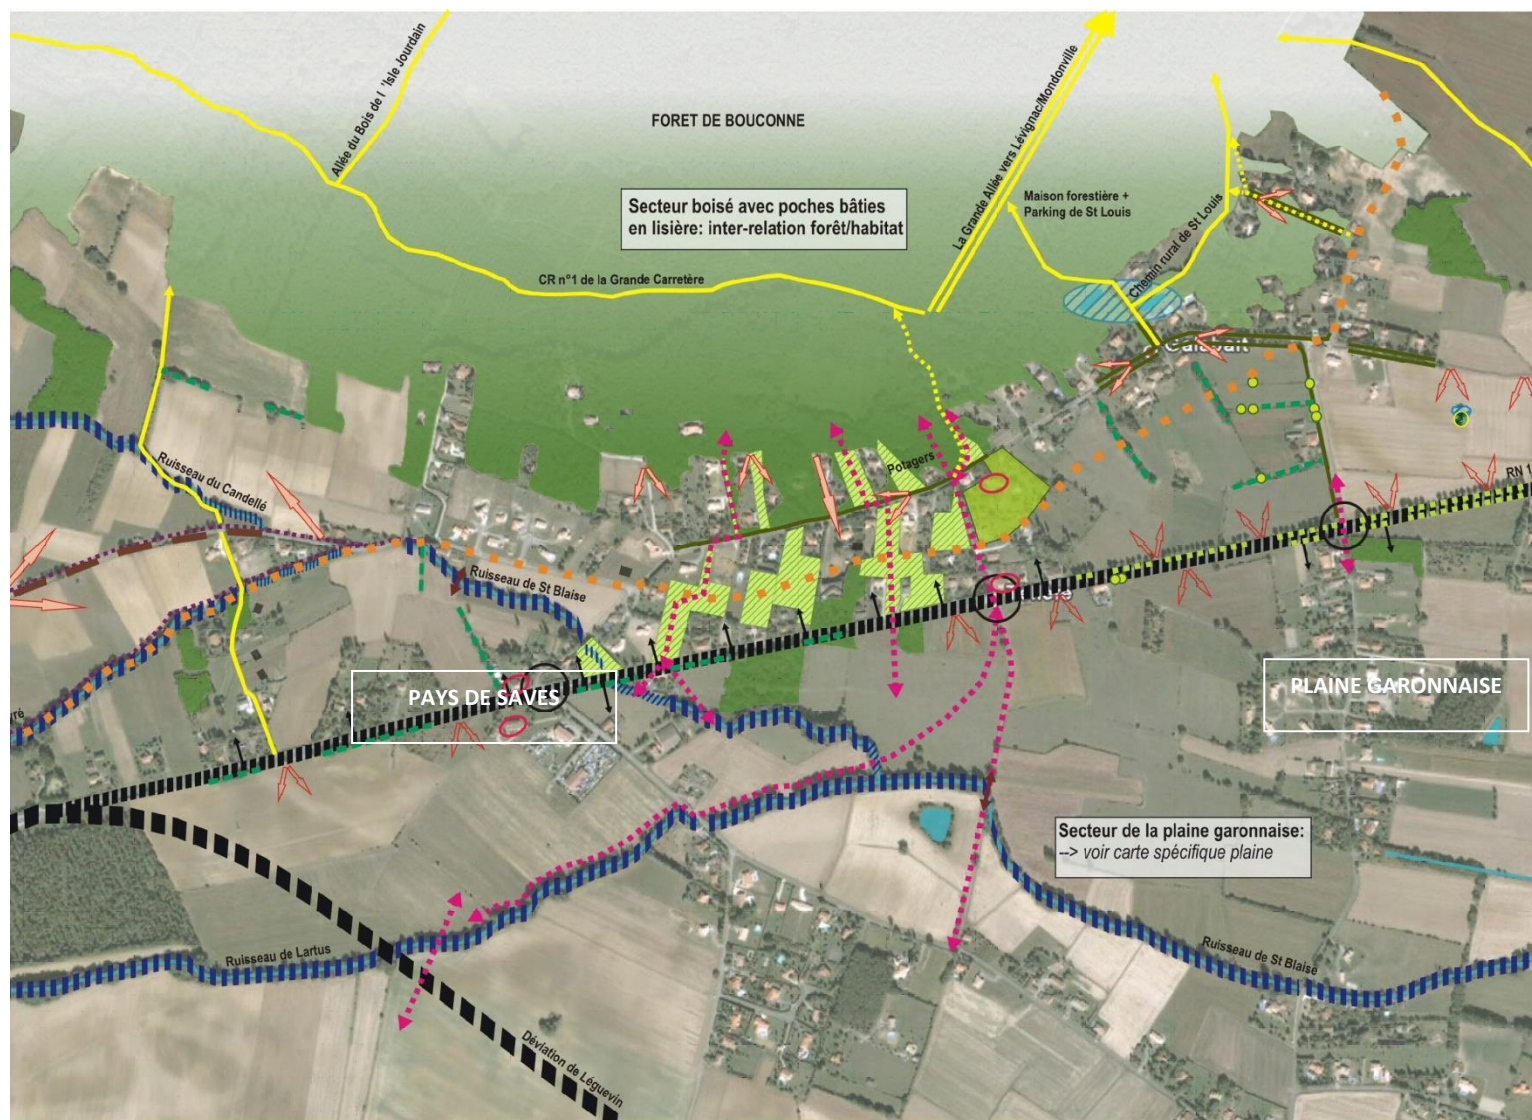 Allée du Bois de l 'Isle Jourdain
FORET DE BOUCONNE
La Grande Allée vers Lévignac/Mondonville
Secteur boisé avec poches bâties
en lisière: inter-relation forêt/habitat
Maison forestière +
Parking de St Louis
Chemin rural de St Louis
CR n°1 de la Grande Carretère
Ruisseau du Candellé
Potagers
RN 1
Ruisseau de St Blaise
PAYS DE SAVES
PLAINE GARONNAISE
Secteur de la plaine garonnaise:
--> voir carte spécifique plaine
Ruisseau de Lartus
Ruisseau de St Blaise
Déviation de Léguevin